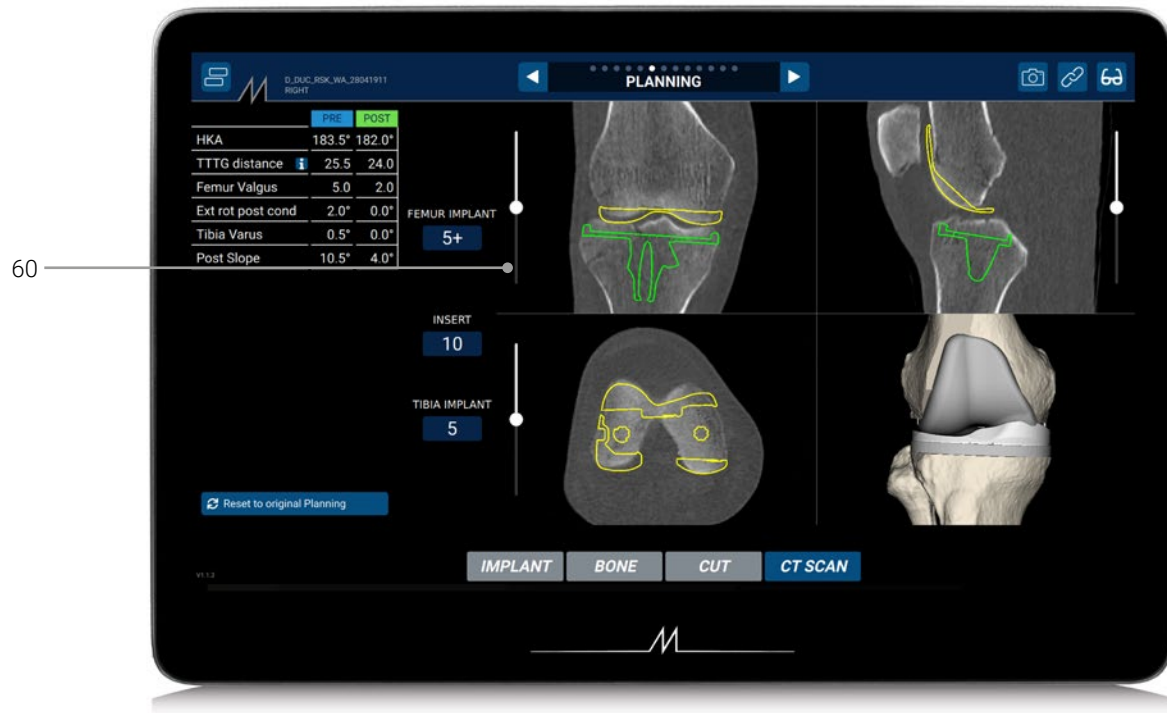 D_DUC_RSK_WA_28041911
RIGHT
PLANNING
PRE POST
HKA 183.5° 182.0°
TTTG distance i 25.5 24.0
Femur Valgus 5.0 2.0
Ext rot post cond 2.0° 0.0°
Tibia Varus 0.5° 0.0°
Post Slope 10.5° 4.0°
FEMUR IMPLANT
5+
60
INSERT
10
TIBIA IMPLANT
5
Reset to original Planning
IMPLANT BONE CUT CT SCAN
V1.1.2